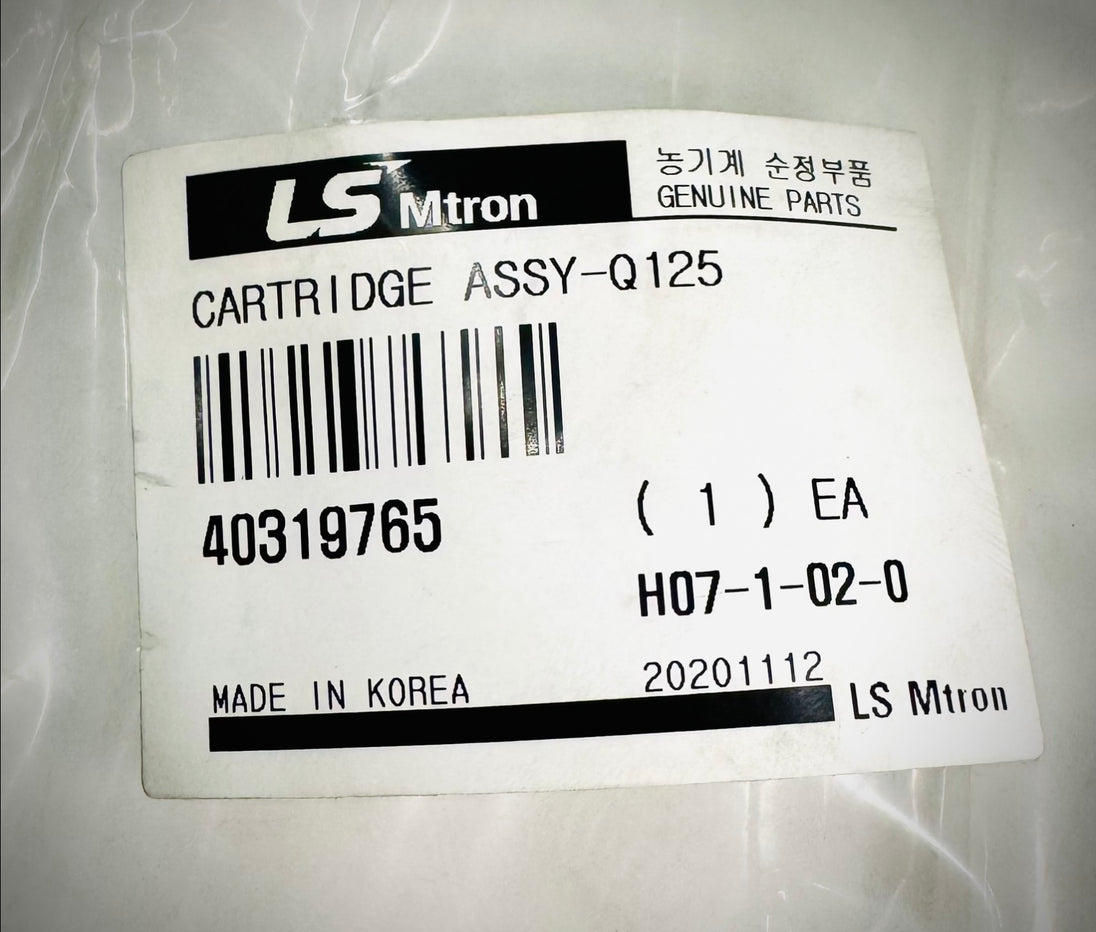 LS Mtron
농기계 순정부품
GENUINE PARTS
CARTRIDGE ASSY-Q125
40319765
( 1 ) EA
H07-1-02-0
20201112
MADE IN KOREA
LS Mtron